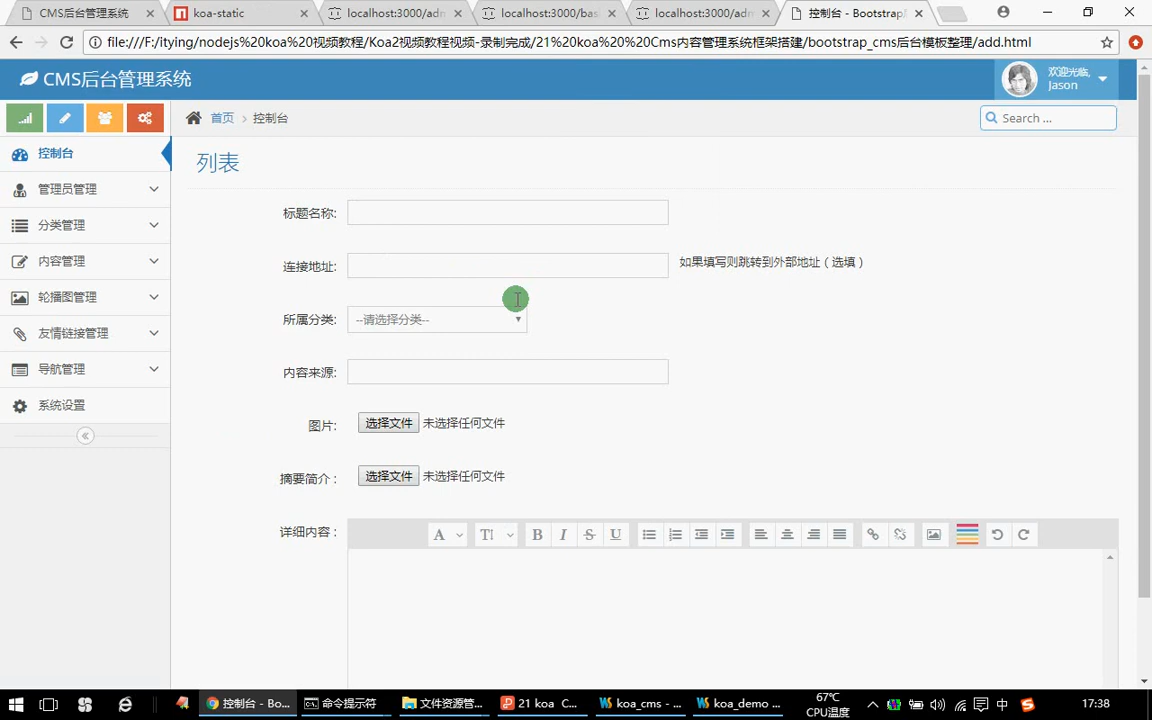 CMS后台管理系统
koa-static
localhost:3000/adm
localhost:3000/bas
localhost:3000/adm
控制台 - Bootstrap
file:///F:/itying/nodejs%20koa%20视频教程/Koa2视频教程视频-录制完成/21%20koa%20%20Cms内容管理系统框架搭建/bootstrap_cms后台模板整理/add.html
CMS后台管理系统
欢迎光临,
Jason
首页 > 控制台
Search ...
控制台
管理员管理
分类管理
内容管理
轮播图管理
友情链接管理
导航管理
系统设置
列表
标题名称:
连接地址:
如果填写则跳转到外部地址（选填）
所属分类:
--请选择分类--
内容来源:
图片:
选择文件 未选择任何文件
摘要简介 :
选择文件 未选择任何文件
详细内容 :
A TI B I S U
控制台 - Bo...
命令提示符
文件资源管...
21 koa C...
koa_cms - ...
koa_demo ...
67℃
CPU温度
中
17:38